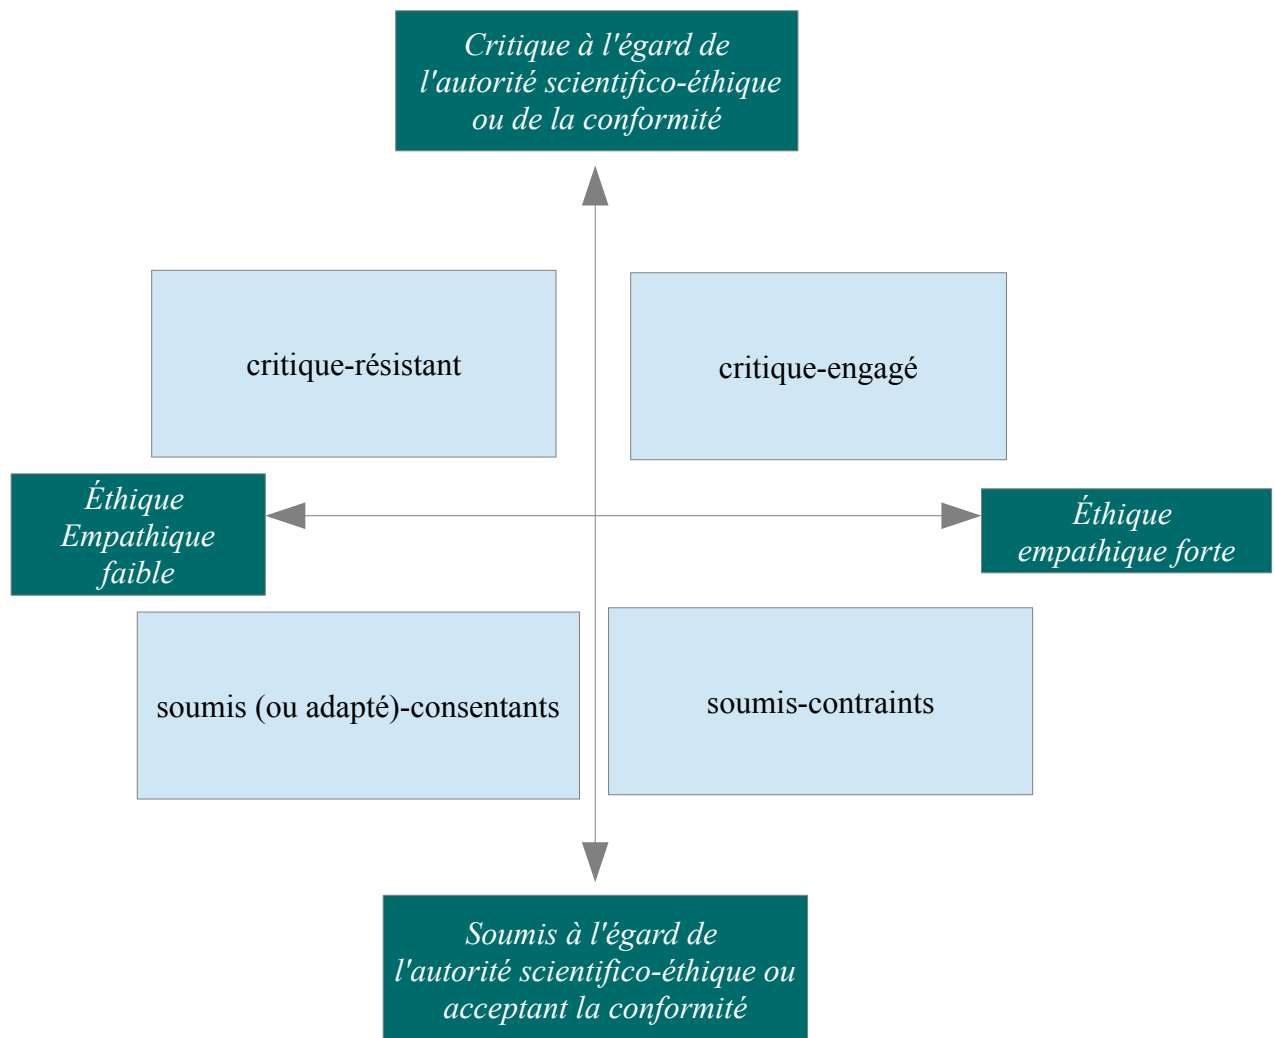 Critique à l'égard de
l'autorité scientifico-éthique
ou de la conformité
critique-résistant
critique-engagé
Éthique
Empathique
faible
Éthique
empathique forte
soumis (ou adapté)-consentants
soumis-contraints
Soumis à l'égard de
l'autorité scientifico-éthique ou
acceptant la conformité